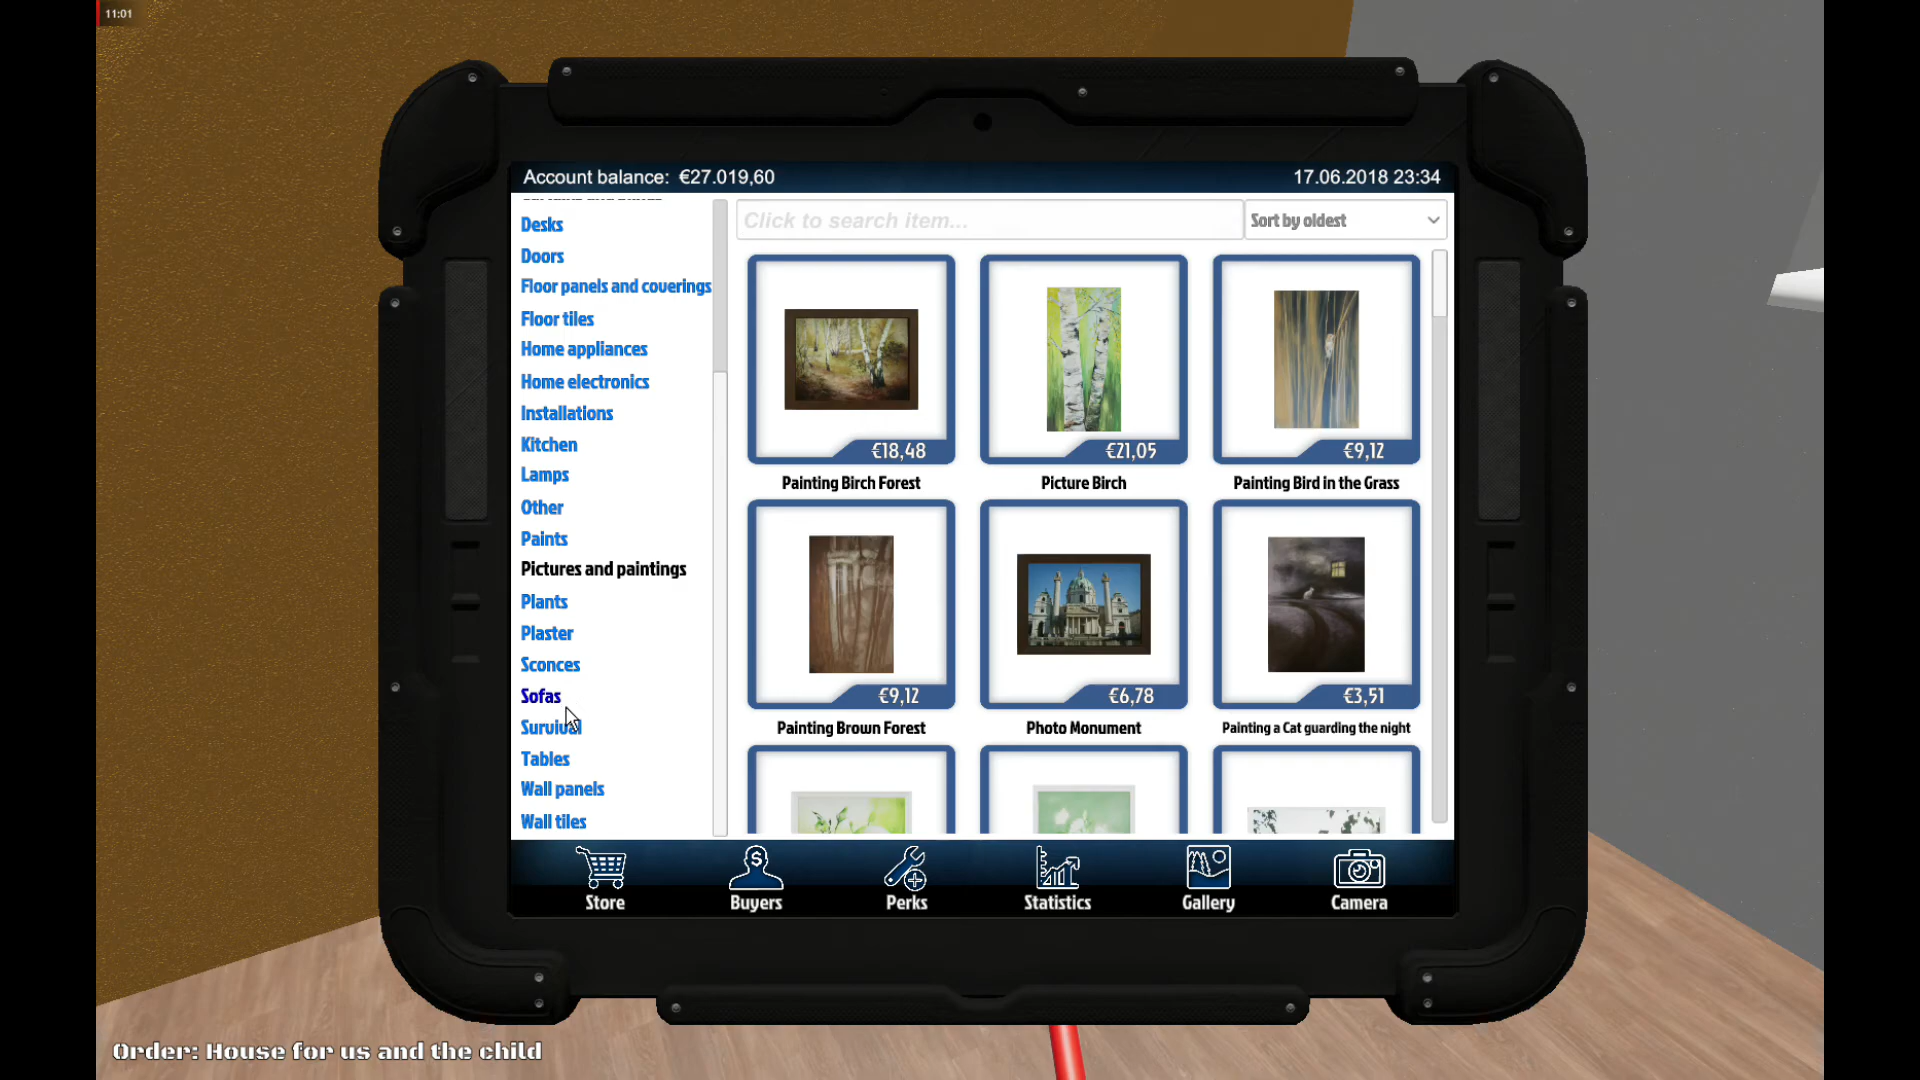 11:01
Account balance: €27.019,60
17.06.2018 23:34
Desks
Doors
Floor panels and coverings
Floor tiles
Home appliances
Home electronics
Installations
Kitchen
Lamps
Other
Paints
Pictures and paintings
Plants
Plaster
Sconces
Sofas
Survival
Tables
Wall panels
Wall tiles
Click to search item...
Sort by oldest
€18,48
€21,05
€9,12
Painting Birch Forest
Picture Birch
Painting Bird in the Grass
€9,12
€6,78
€3,51
Painting Brown Forest
Photo Monument
Painting a Cat guarding the night
Store
Buyers
Perks
Statistics
Gallery
Camera
Order: House for us and the child